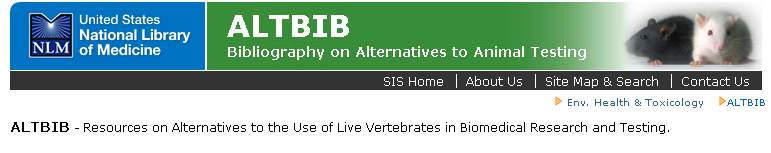 United States
National Library
of Medicine
NLM
ALTBIB
Bibliography on Alternatives to Animal Testing
SIS Home | About Us | Site Map & Search | Contact Us
Env. Health & Toxicology ALTBIB
ALTBIB - Resources on Alternatives to the Use of Live Vertebrates in Biomedical Research and Testing.